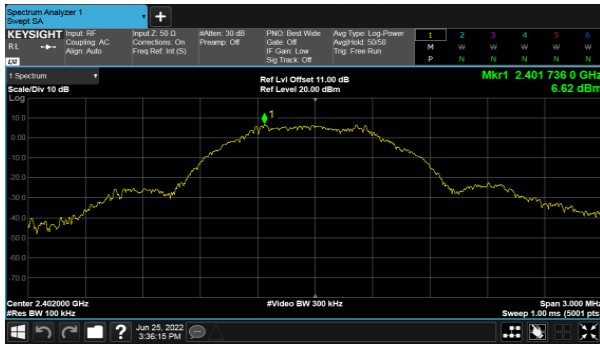 Spectrum Analyzer 1
Swept SA
+
KEYSIGHT Input: RF Input Z: 50 Ω #Atten: 30 dB PNO: Best Wide Avg Type: Log-Power 1 2 3 4 5 6
RL Coupling: AC Corrections: On Preamp: Off Gate: Off Avg|Hold: 50/50 M W W W W W
Align: Auto Freq Ref: Int (S) IF Gain: Low Trig: Free Run
LW Sig Track: Off P N N N N N
1 Spectrum
Scale/Div 10 dB
Ref Lvl Offset 11.00 dB
Ref Level 20.00 dBm
Mkr1 2.401 736 0 GHz
6.62 dBm
Log
1
10.0
0.00
-10.0
-20.0
-30.0
-40.0
-50.0
-60.0
-70.0
Center 2.402000 GHz #Video BW 300 kHz Span 3.000 MHz
#Res BW 100 kHz Sweep 1.00 ms (5001 pts)
? Jun 25, 2022
3:36:15 PM